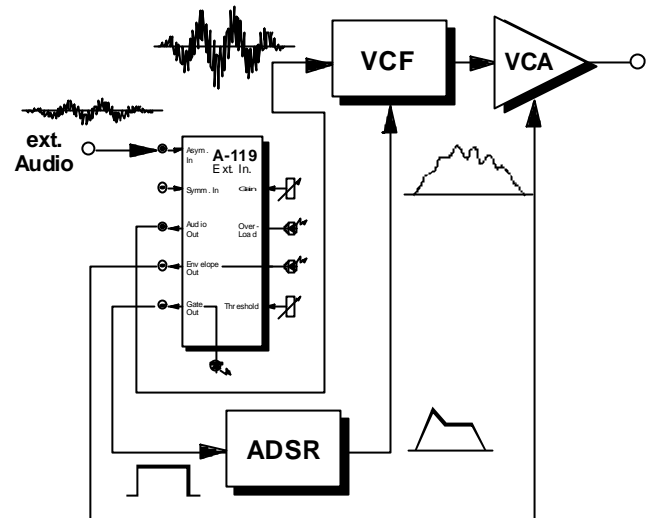 VCF
VCA
ext.
Audio
A-119
Ext. In.
Asym.
In
Symm. In
Gain
Audio
Out
Over-
Load
Envelope
Out
Gate
Out
Threshold
ADSR